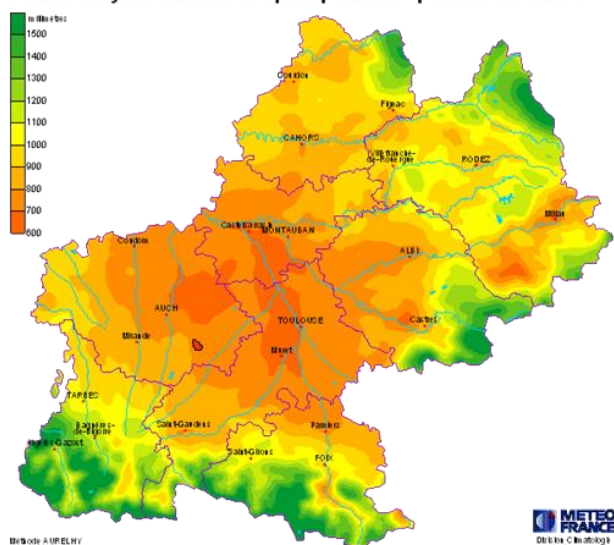 millimetres
1500
1400
1300
1200
1100
1000
900
800
700
600
Gourdon
Figeac
CAHORS
Villefranche-
de-Rouergue
RODEZ
Millau
Castelsarrasin
MONTAUBAN
ALBI
Condom
AUCH
TOULOUSE
Castres
Mirande
Muret
TARBES
Bagnères-
de-Bigorre
Saint-Gaudens
Pamiers
Argelès-Gazost
Saint-Girons
FOIX
Méthode AURELHY
METEO
FRANCE
Division Climatologie